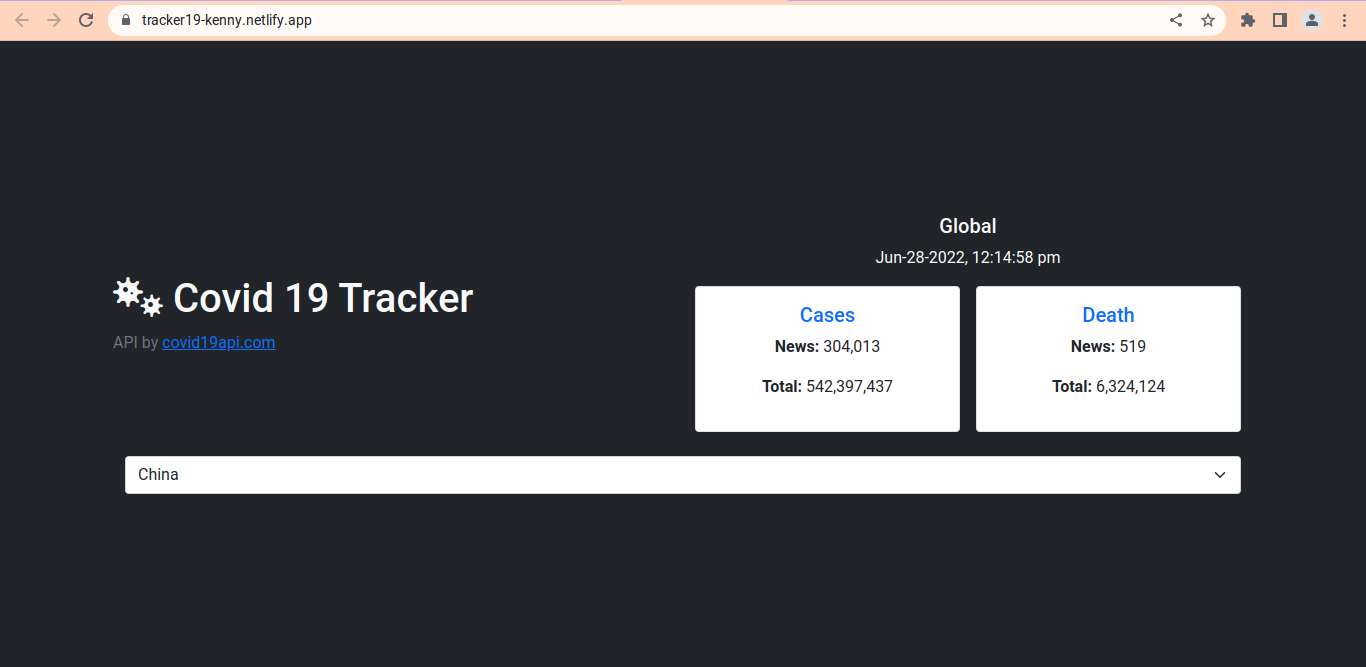 tracker19-kenny.netlify.app
Covid 19 Tracker
API by covid19api.com
Global
Jun-28-2022, 12:14:58 pm
Cases
News: 304,013
Total: 542,397,437
Death
News: 519
Total: 6,324,124
China